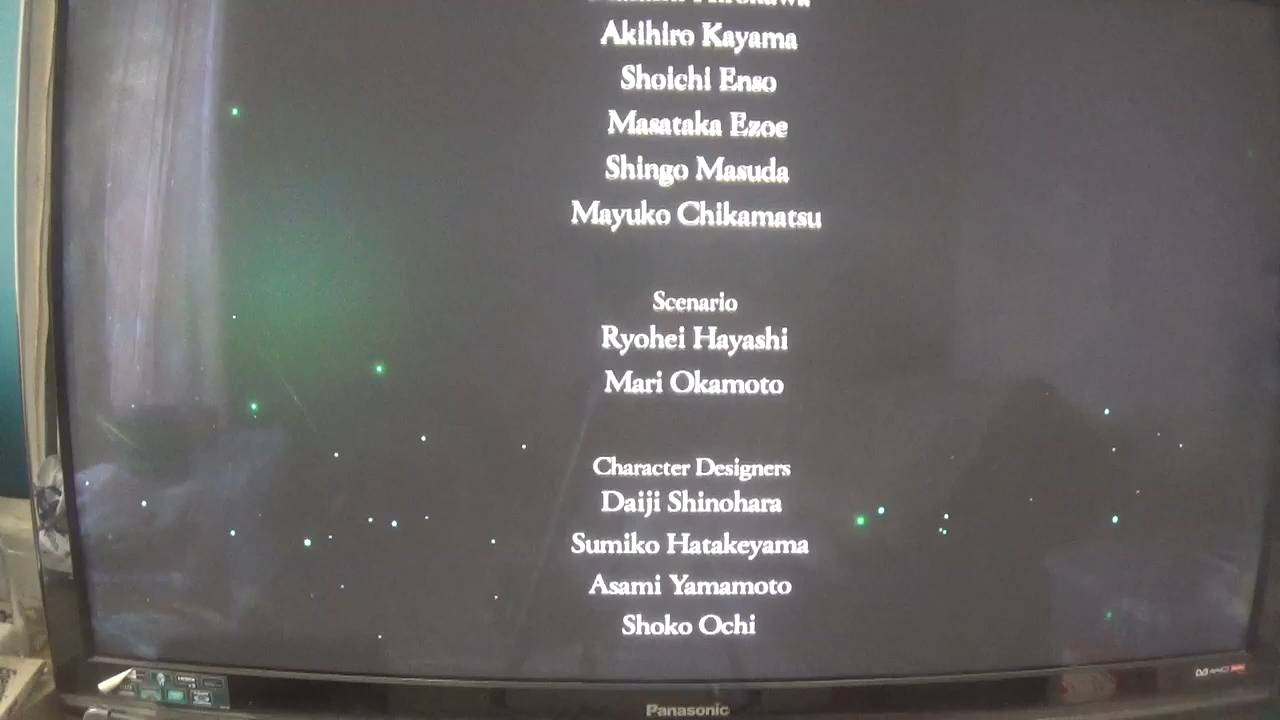 Akihiro Kayama
Shoichi Enso
Masataka Ezoe
Shingo Masuda
Mayuko Chikamatsu
Scenario
Ryohei Hayashi
Mari Okamoto
Character Designers
Daiji Shinohara
Sumiko Hatakeyama
Asami Yamamoto
Shoko Ochi
Panasonic